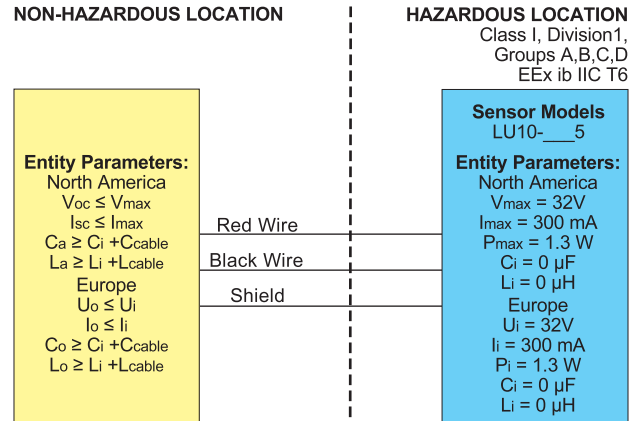 NON-HAZARDOUS LOCATION
HAZARDOUS LOCATION
Class I, Division1,
Groups A,B,C,D
EEx ib IIC T6
Entity Parameters:
North America
Voc ≤ Vmax
Isc ≤ Imax
Ca ≥ Ci +Ccable
La ≥ Li +Lcable
Europe
Uo ≤ Ui
Io ≤ Ii
Co ≥ Ci +Ccable
Lo ≥ Li +Lcable
Red Wire
Black Wire
Shield
Sensor Models
LU10-___5
Entity Parameters:
North America
Vmax = 32V
Imax = 300 mA
Pmax = 1.3 W
Ci = 0 µF
Li = 0 µH
Europe
Ui = 32V
Ii = 300 mA
Pi = 1.3 W
Ci = 0 µF
Li = 0 µH